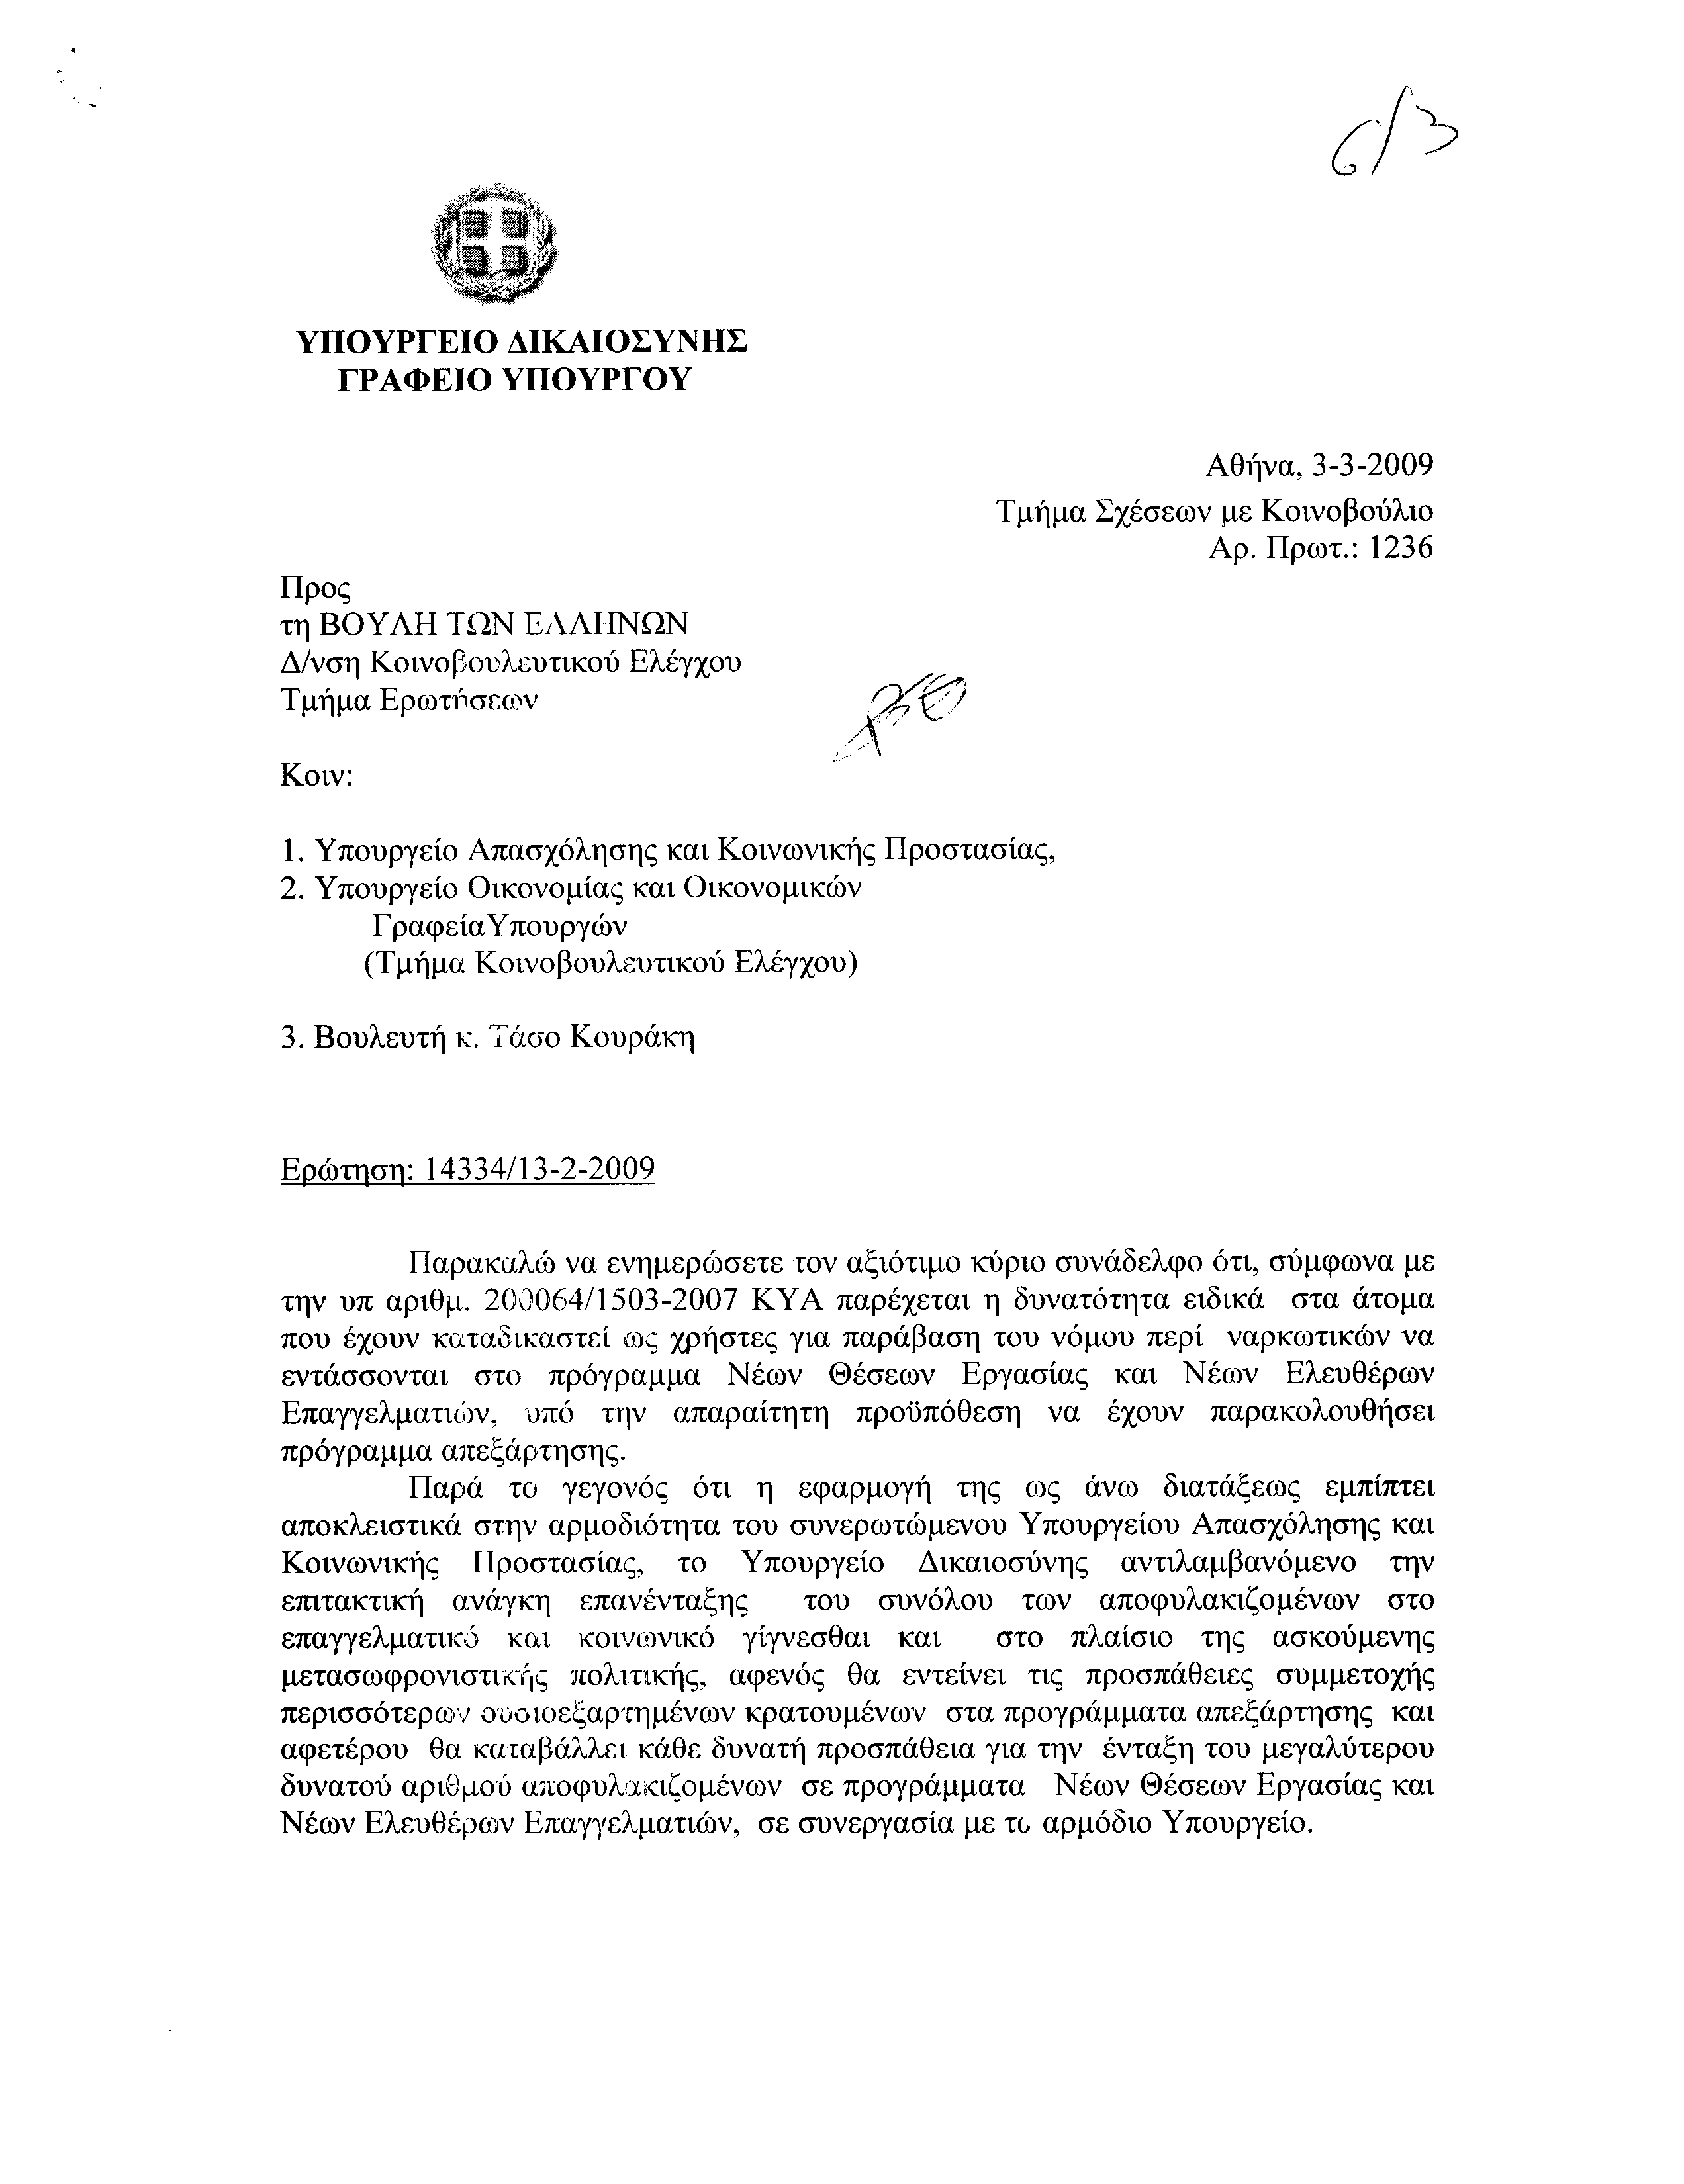 6/3
ΥΠΟΥΡΓΕΙΟ ΔΙΚΑΙΟΣΥΝΗΣ
ΓΡΑΦΕΙΟ ΥΠΟΥΡΓΟΥ
Αθήνα, 3-3-2009
Τμήμα Σχέσεων με Κοινοβούλιο
Αρ. Πρωτ.: 1236
Προς
τη ΒΟΥΛΗ ΤΩΝ ΕΛΛΗΝΩΝ
Δ/νση Κοινοβουλευτικού Ελέγχου
Τμήμα Ερωτήσεων
Κοιν:
1. Υπουργείο Απασχόλησης και Κοινωνικής Προστασίας,
2. Υπουργείο Οικονομίας και Οικονομικών
ΓραφείαΥπουργών
(Τμήμα Κοινοβουλευτικού Ελέγχου)
3. Βουλευτή κ. Τάσο Κουράκη
Ερώτηση: 14334/13-2-2009
Παρακαλώ να ενημερώσετε τον αξιότιμο κύριο συνάδελφο ότι, σύμφωνα με
την υπ αριθμ. 200064/1503-2007 ΚΥΑ παρέχεται η δυνατότητα ειδικά στα άτομα
που έχουν καταδικαστεί ως χρήστες για παράβαση του νόμου περί ναρκωτικών να
εντάσσονται στο πρόγραμμα Νέων Θέσεων Εργασίας και Νέων Ελευθέρων
Επαγγελματιών, υπό την απαραίτητη προϋπόθεση να έχουν παρακολουθήσει
πρόγραμμα απεξάρτησης.
Παρά το γεγονός ότι η εφαρμογή της ως άνω διατάξεως εμπίπτει
αποκλειστικά στην αρμοδιότητα του συνερωτώμενου Υπουργείου Απασχόλησης και
Κοινωνικής Προστασίας, το Υπουργείο Δικαιοσύνης αντιλαμβανόμενο την
επιτακτική ανάγκη επανένταξης του συνόλου των αποφυλακιζομένων στο
επαγγελματικό και κοινωνικό γίγνεσθαι και στο πλαίσιο της ασκούμενης
μετασωφρονιστικής πολιτικής, αφενός θα εντείνει τις προσπάθειες συμμετοχής
περισσότερων ουσιοεξαρτημένων κρατουμένων στα προγράμματα απεξάρτησης και
αφετέρου θα καταβάλλει κάθε δυνατή προσπάθεια για την ένταξη του μεγαλύτερου
δυνατού αριθμού αποφυλακιζομένων σε προγράμματα Νέων Θέσεων Εργασίας και
Νέων Ελευθέρων Επαγγελματιών, σε συνεργασία με το αρμόδιο Υπουργείο.